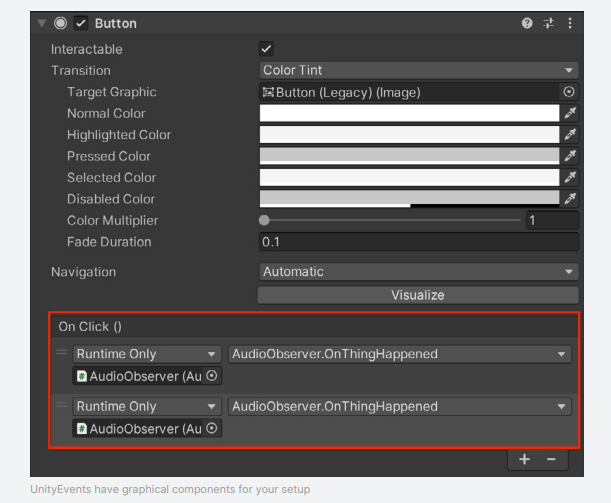 Button
Interactable
Transition Color Tint
Target Graphic Button (Legacy) (Image)
Normal Color
Highlighted Color
Pressed Color
Selected Color
Disabled Color
Color Multiplier 1
Fade Duration 0.1
Navigation Automatic
Visualize
On Click ()
Runtime Only AudioObserver.OnThingHappened
AudioObserver (Au
Runtime Only AudioObserver.OnThingHappened
AudioObserver (Au
+ -
UnityEvents have graphical components for your setup